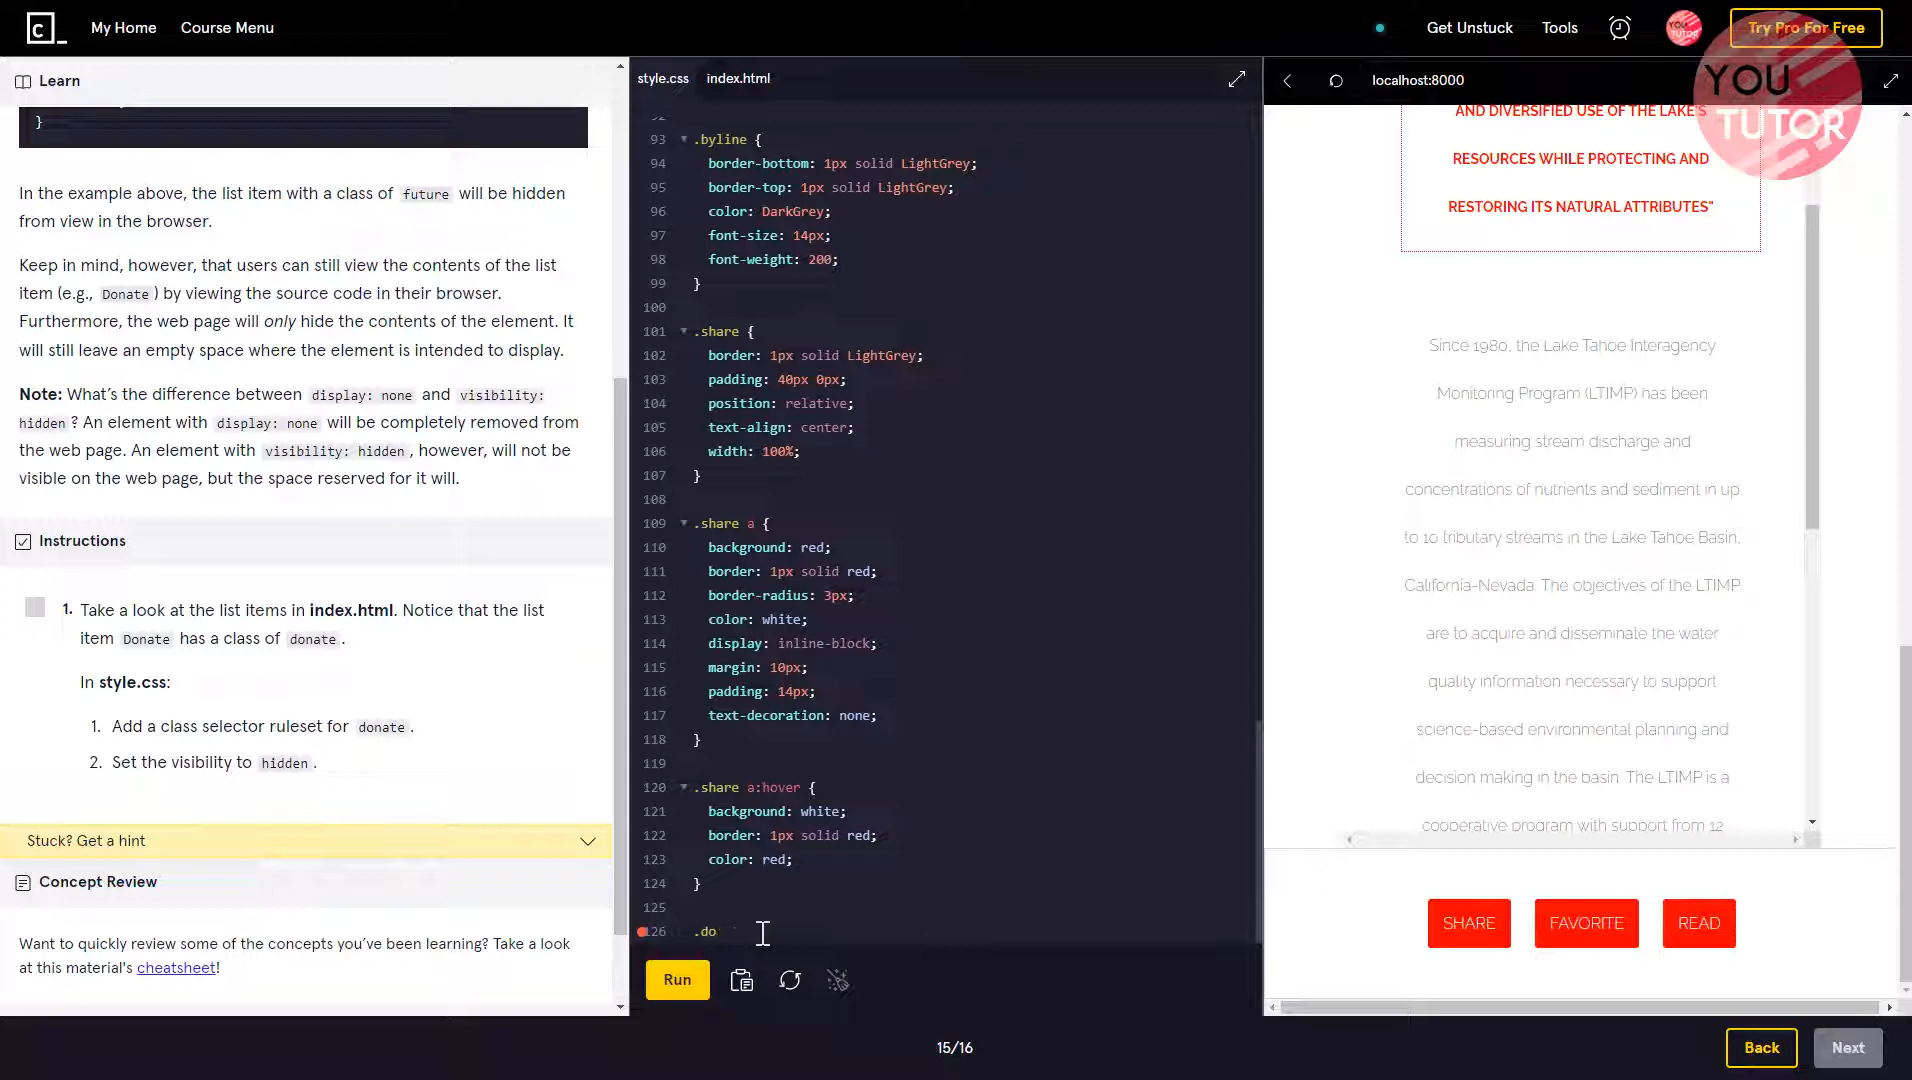 My Home
Course Menu
Get Unstuck
Tools
YOU
TUTOR
Try Pro For Free
YOU
TUTOR
Learn
}
In the example above, the list item with a class of future will be hidden
from view in the browser.
Keep in mind, however, that users can still view the contents of the list
item (e.g., Donate) by viewing the source code in their browser.
Furthermore, the web page will only hide the contents of the element. It
will still leave an empty space where the element is intended to display.
Note: What's the difference between display: none and visibility:
hidden? An element with display: none will be completely removed from
the web page. An element with visibility: hidden, however, will not be
visible on the web page, but the space reserved for it will.
Instructions
1. Take a look at the list items in index.html. Notice that the list
item Donate has a class of donate.
In style.css:
1. Add a class selector ruleset for donate.
2. Set the visibility to hidden.
Stuck? Get a hint
Concept Review
Want to quickly review some of the concepts you've been learning? Take a look
at this material's cheatsheet!
style.css
index.html
92
93 .byline {
94 border-bottom: 1px solid LightGrey;
95 border-top: 1px solid LightGrey;
96 color: DarkGrey;
97 font-size: 14px;
98 font-weight: 200;
99 }
100
101 .share {
102 border: 1px solid LightGrey;
103 padding: 40px 0px;
104 position: relative;
105 text-align: center;
106 width: 100%;
107 }
108
109 .share a {
110 background: red;
111 border: 1px solid red;
112 border-radius: 3px;
113 color: white;
114 display: inline-block;
115 margin: 10px;
116 padding: 14px;
117 text-decoration: none;
118 }
119
120 .share a:hover {
121 background: white;
122 border: 1px solid red;
123 color: red;
124 }
125
126 .do
Run
localhost:8000
AND DIVERSIFIED USE OF THE LAKE'S
RESOURCES WHILE PROTECTING AND
RESTORING ITS NATURAL ATTRIBUTES"
Since 1980, the Lake Tahoe Interagency
Monitoring Program (LTIMP) has been
measuring stream discharge and
concentrations of nutrients and sediment in up
to 10 tributary streams in the Lake Tahoe Basin,
California-Nevada. The objectives of the LTIMP
are to acquire and disseminate the water
quality information necessary to support
science-based environmental planning and
decision making in the basin. The LTIMP is a
cooperative program with support from 12
SHARE
FAVORITE
READ
15/16
Back
Next